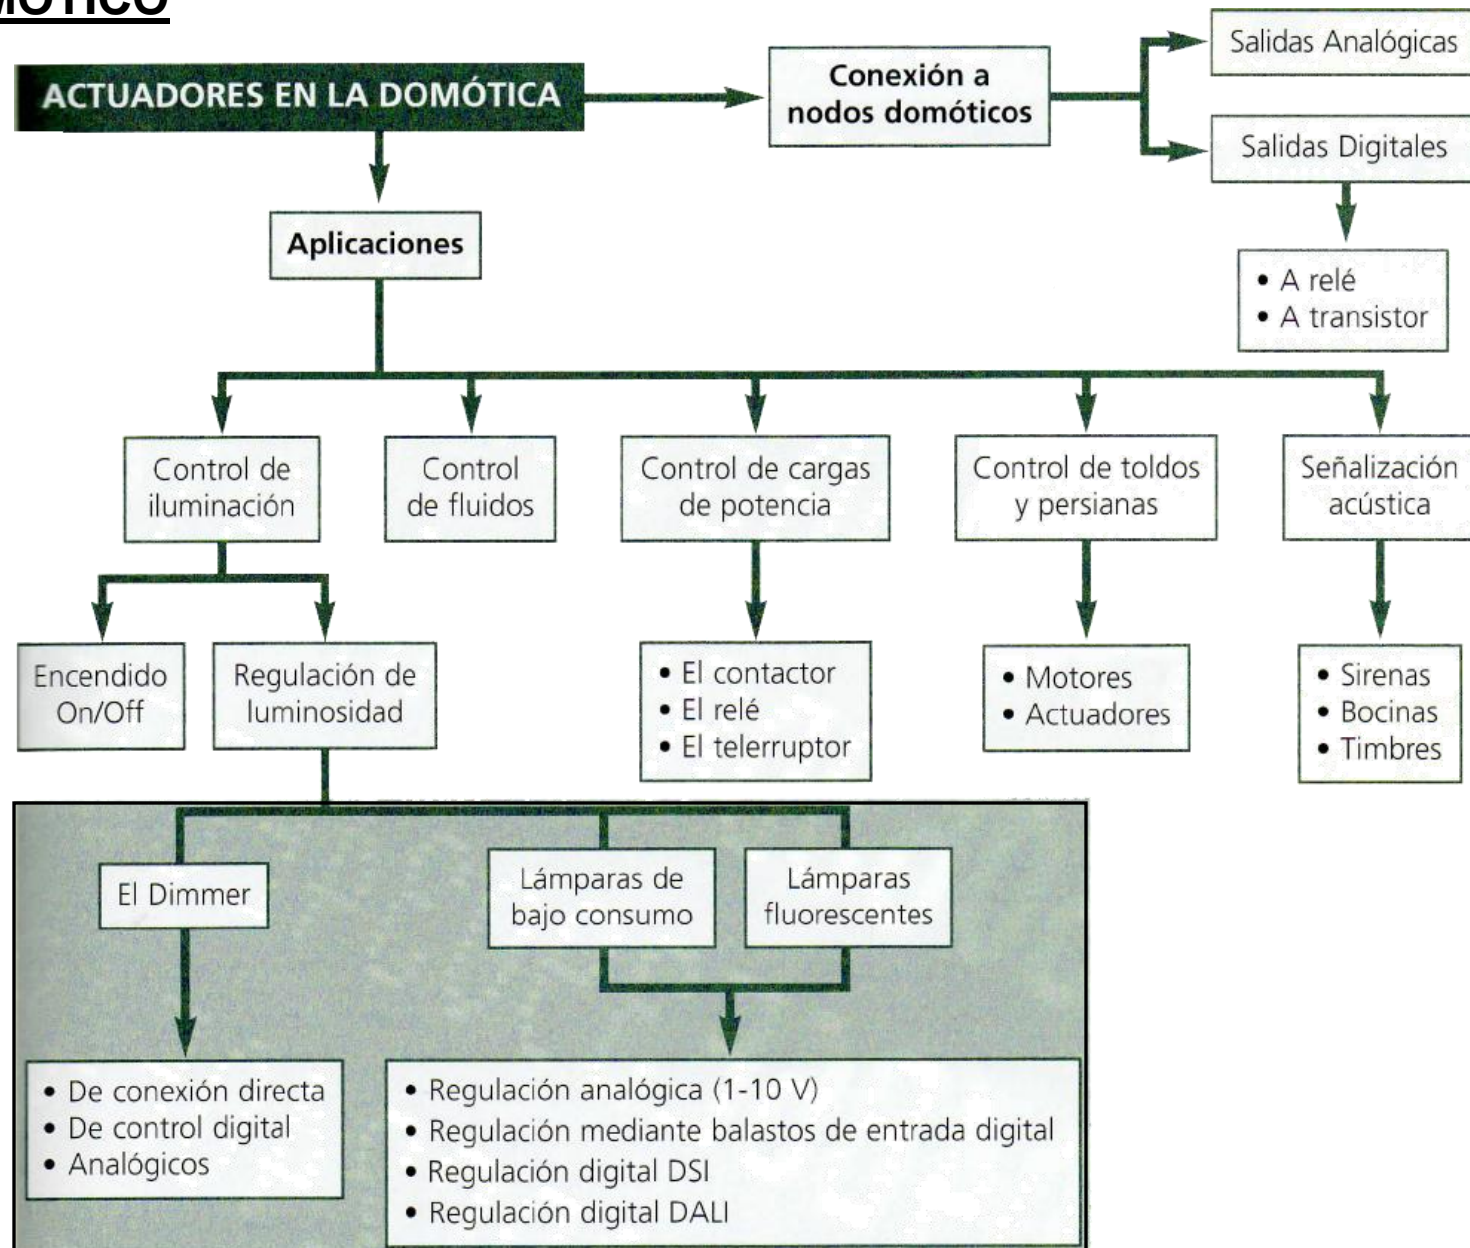 ACTUADORES EN LA DOMÓTICA
Conexión a
nodos domóticos
Salidas Analógicas
Salidas Digitales
• A relé
• A transistor
Aplicaciones
Control de
iluminación
Control
de fluidos
Control de cargas
de potencia
Control de toldos
y persianas
Señalización
acústica
Encendido
On/Off
Regulación de
luminosidad
• El contactor
• El relé
• El telerruptor
• Motores
• Actuadores
• Sirenas
• Bocinas
• Timbres
El Dimmer
Lámparas de
bajo consumo
Lámparas
fluorescentes
• De conexión directa
• De control digital
• Analógicos
• Regulación analógica (1-10 V)
• Regulación mediante balastos de entrada digital
• Regulación digital DSI
• Regulación digital DALI